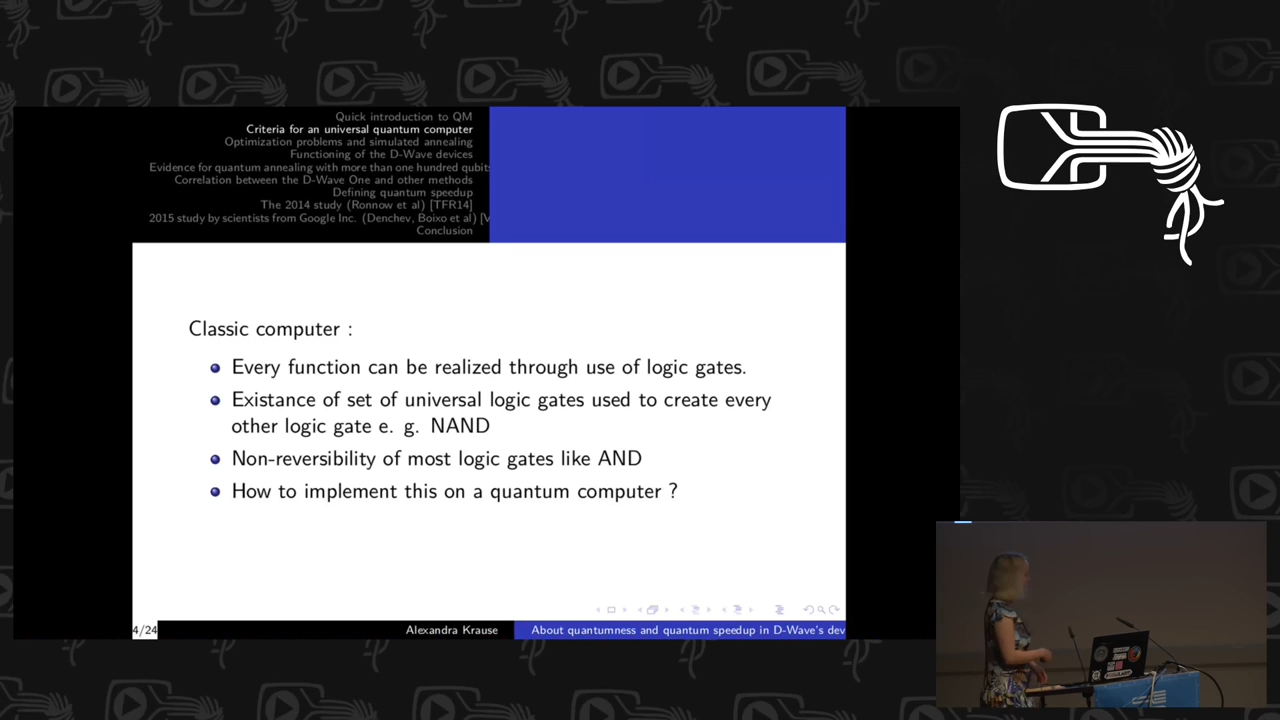 Quick introduction to QM
Criteria for an universal quantum computer
Optimization problems and simulated annealing
Functioning of the D-Wave devices
Evidence for quantum annealing with more than one hundred qubits
Correlation between the D-Wave One and other methods
Defining quantum speedup
The 2014 study (Ronnow et al) [TFR14]
2015 study by scientists from Google Inc. (Denchev, Boixo et al) [V
Conclusion
Classic computer :
Every function can be realized through use of logic gates.
Existance of set of universal logic gates used to create every
other logic gate e. g. NAND
Non-reversibility of most logic gates like AND
How to implement this on a quantum computer ?
4/24
Alexandra Krause
About quantumness and quantum speedup in D-Wave's dev